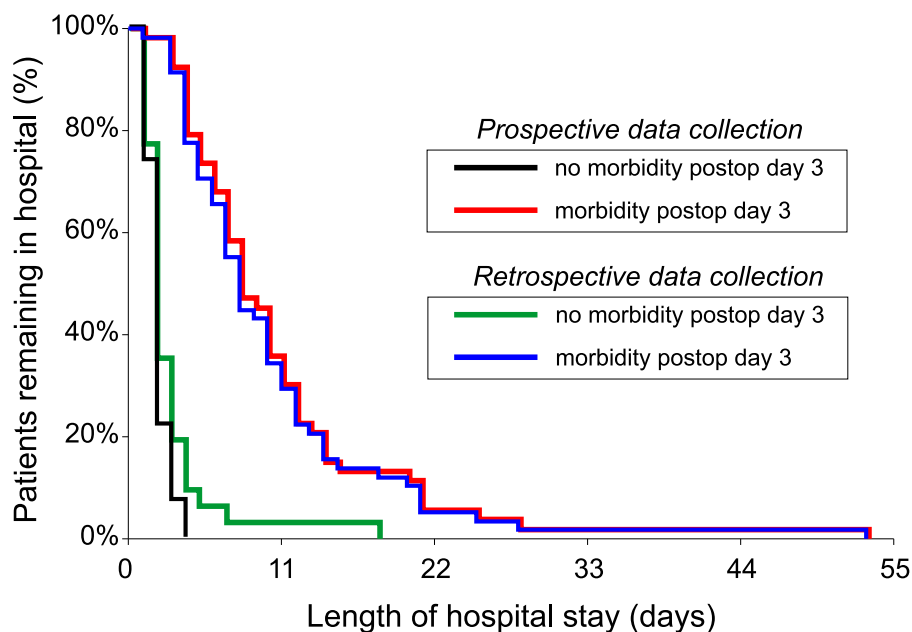 Patients remaining in hospital (%)
100%
80%
60%
40%
20%
0%
Prospective data collection
no morbidity postop day 3
morbidity postop day 3
Retrospective data collection
no morbidity postop day 3
morbidity postop day 3
0 11 22 33 44 55
Length of hospital stay (days)